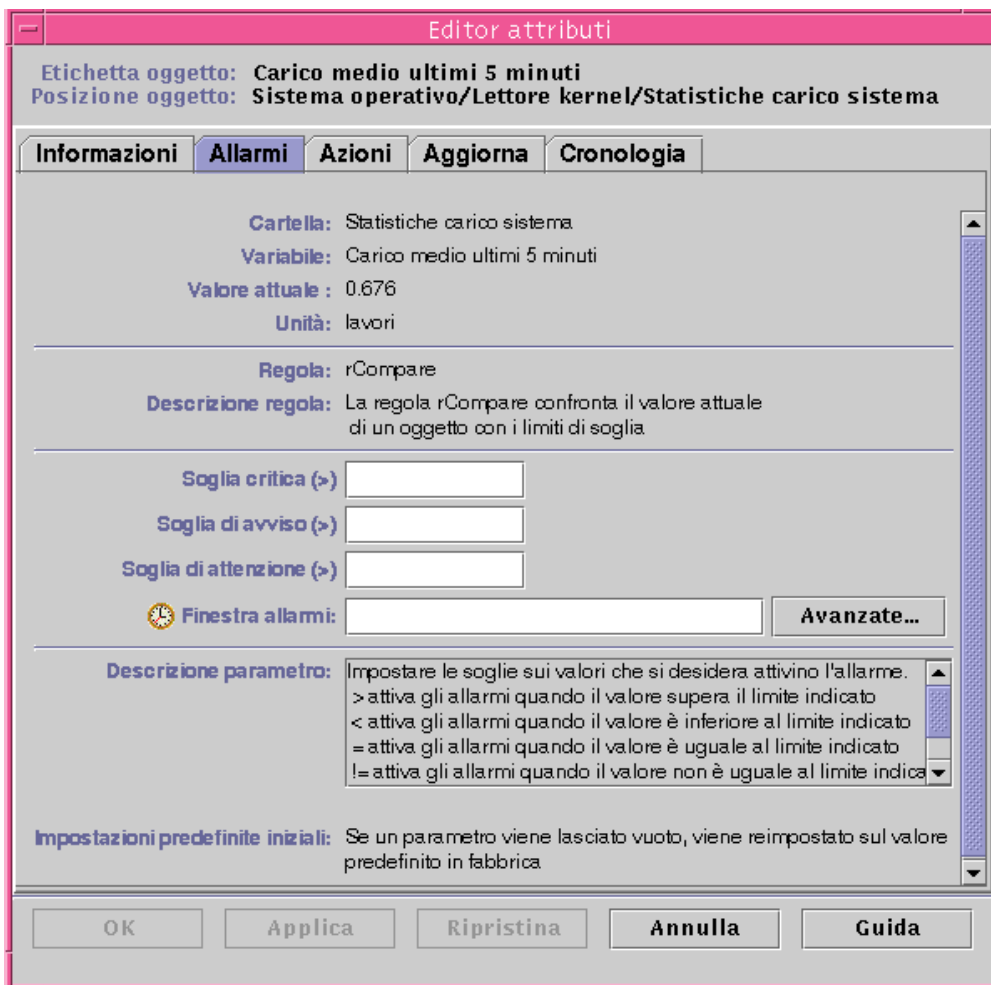 Editor attributi
Etichetta oggetto: Carico medio ultimi 5 minuti
Posizione oggetto: Sistema operativo/Lettore kernel/Statistiche carico sistema
Informazioni Allarmi Azioni Aggiorna Cronologia
Cartella: Statistiche carico sistema
Variabile: Carico medio ultimi 5 minuti
Valore attuale : 0.676
Unità: lavori
Regola: rCompare
Descrizione regola: La regola rCompare confronta il valore attuale
di un oggetto con i limiti di soglia
Soglia critica (>)
Soglia di avviso (>)
Soglia di attenzione (>)
Finestra allarmi: Avanzate...
Descrizione parametro: Impostare le soglie sui valori che si desidera attivino l'allarme.
> attiva gli allarmi quando il valore supera il limite indicato
< attiva gli allarmi quando il valore è inferiore al limite indicato
= attiva gli allarmi quando il valore è uguale al limite indicato
!= attiva gli allarmi quando il valore non è uguale al limite indica
Impostazioni predefinite iniziali: Se un parametro viene lasciato vuoto, viene reimpostato sul valore
predefinito in fabbrica
OK Applica Ripristina Annulla Guida